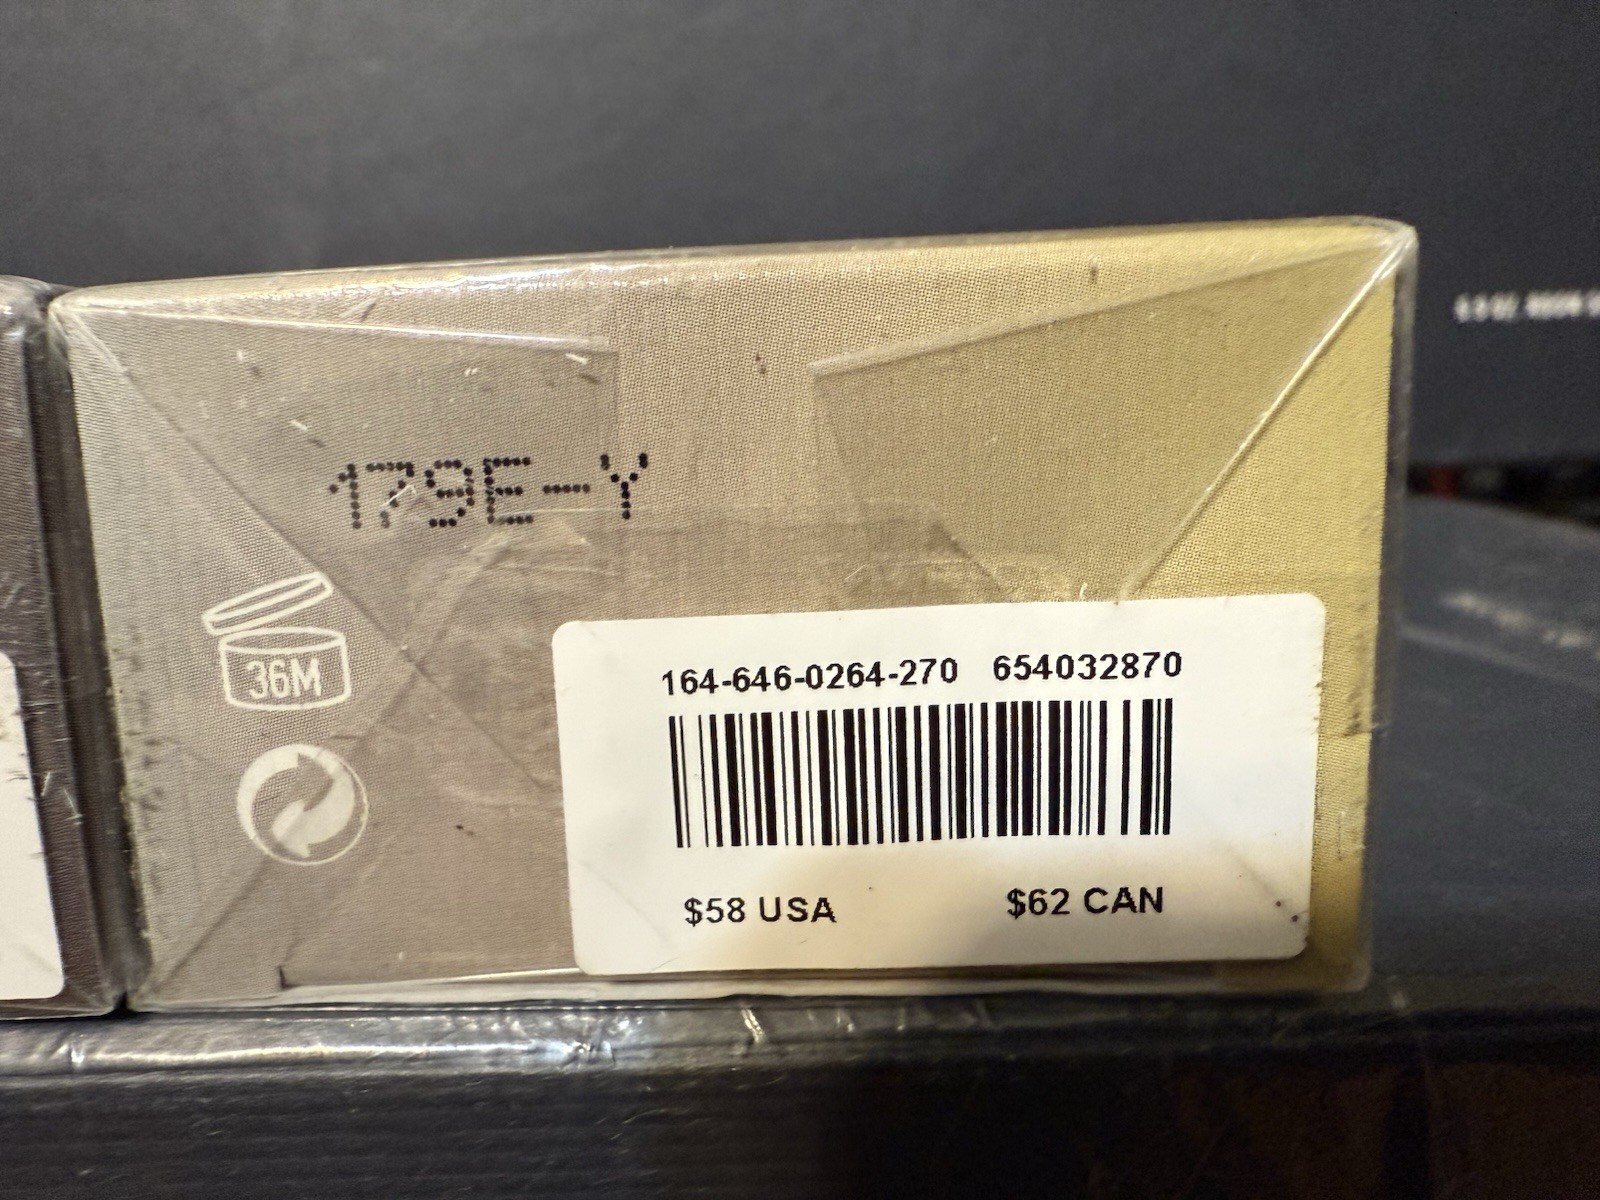 179E-Y
36M
164-646-0264-270 654032870
$58 USA $62 CAN